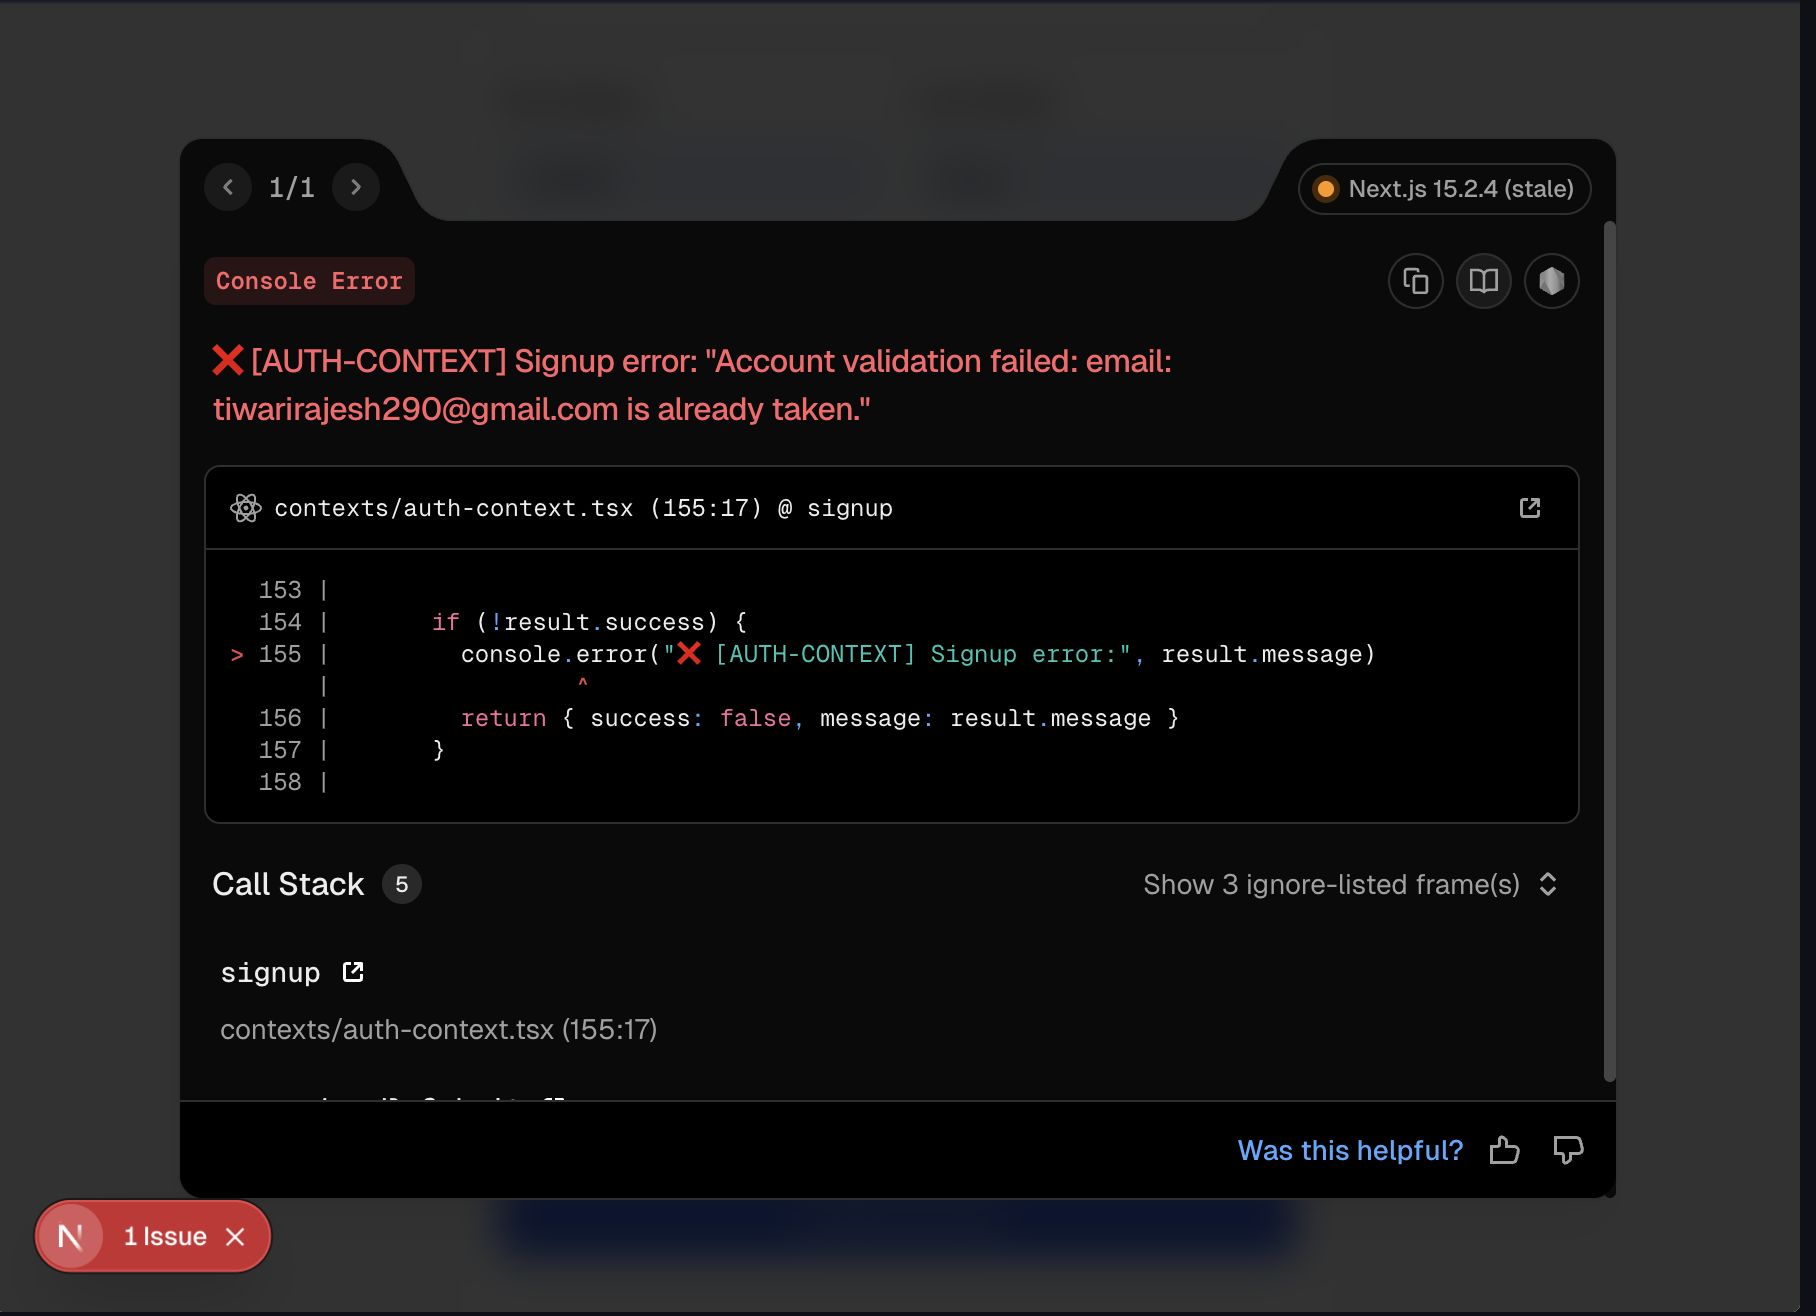 1/1
Next.js 15.2.4 (stale)
Console Error
❌ [AUTH-CONTEXT] Signup error: "Account validation failed: email:
tiwarirajesh290@gmail.com is already taken."
contexts/auth-context.tsx (155:17) @ signup
153 |
154 | if (!result.success) {
> 155 | console.error("❌ [AUTH-CONTEXT] Signup error:", result.message)
| ^
156 | return { success: false, message: result.message }
157 | }
158 |
Call Stack 5
Show 3 ignore-listed frame(s)
signup
contexts/auth-context.tsx (155:17)
Was this helpful?
N 1 Issue